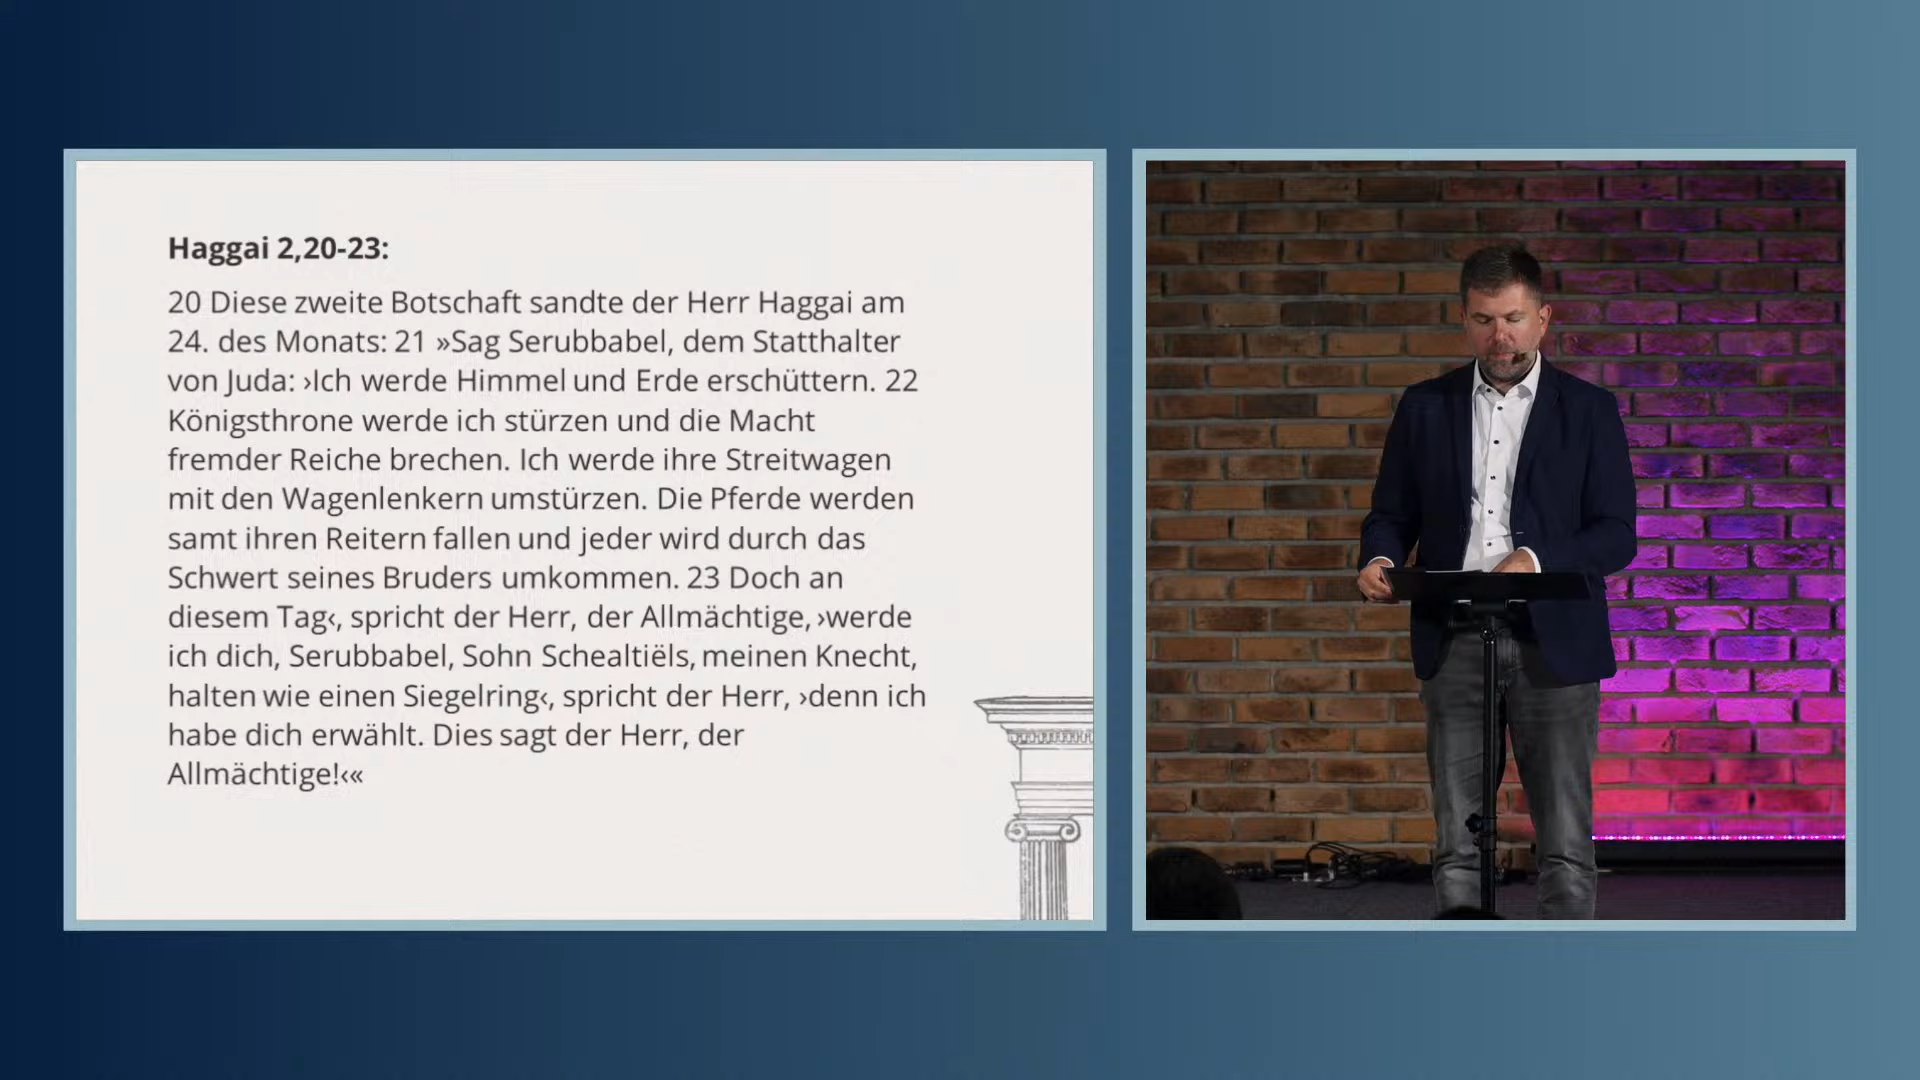 Haggai 2,20-23:
20 Diese zweite Botschaft sandte der Herr Haggai am
24. des Monats: 21 »Sag Serubbabel, dem Statthalter
von Juda: ›Ich werde Himmel und Erde erschüttern. 22
Königsthrone werde ich stürzen und die Macht
fremder Reiche brechen. Ich werde ihre Streitwagen
mit den Wagenlenkern umstürzen. Die Pferde werden
samt ihren Reitern fallen und jeder wird durch das
Schwert seines Bruders umkommen. 23 Doch an
diesem Tag‹, spricht der Herr, der Allmächtige, ›werde
ich dich, Serubbabel, Sohn Schealtiëls, meinen Knecht,
halten wie einen Siegelring‹, spricht der Herr, ›denn ich
habe dich erwählt. Dies sagt der Herr, der
Allmächtige!‹«